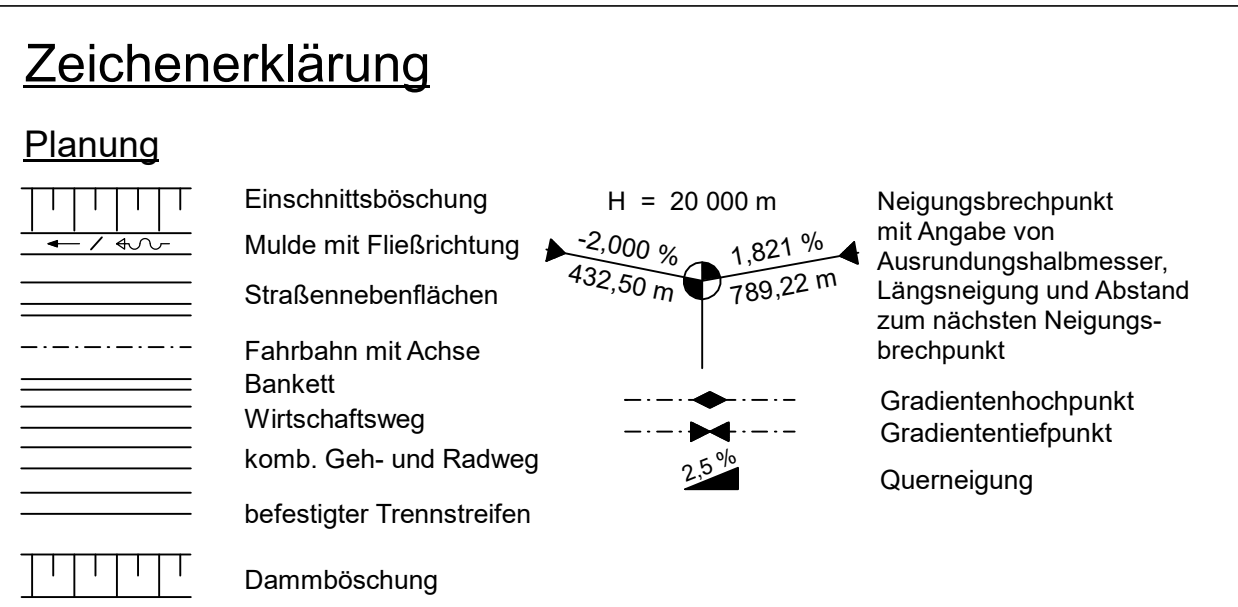 Zeichenerklärung
Planung
Einschnittsböschung
Mulde mit Fließrichtung
Straßennebenflächen
Fahrbahn mit Achse
Bankett
Wirtschaftsweg
komb. Geh- und Radweg
befestigter Trennstreifen
Dammböschung
H = 20 000 m
-2,000 %
432,50 m
1,821 %
789,22 m
Neigungsbrechpunkt
mit Angabe von
Ausrundungshalbmesser,
Längsneigung und Abstand
zum nächsten Neigungs-
brechpunkt
Gradientenhochpunkt
Gradiententiefpunkt
2,5 %
Querneigung